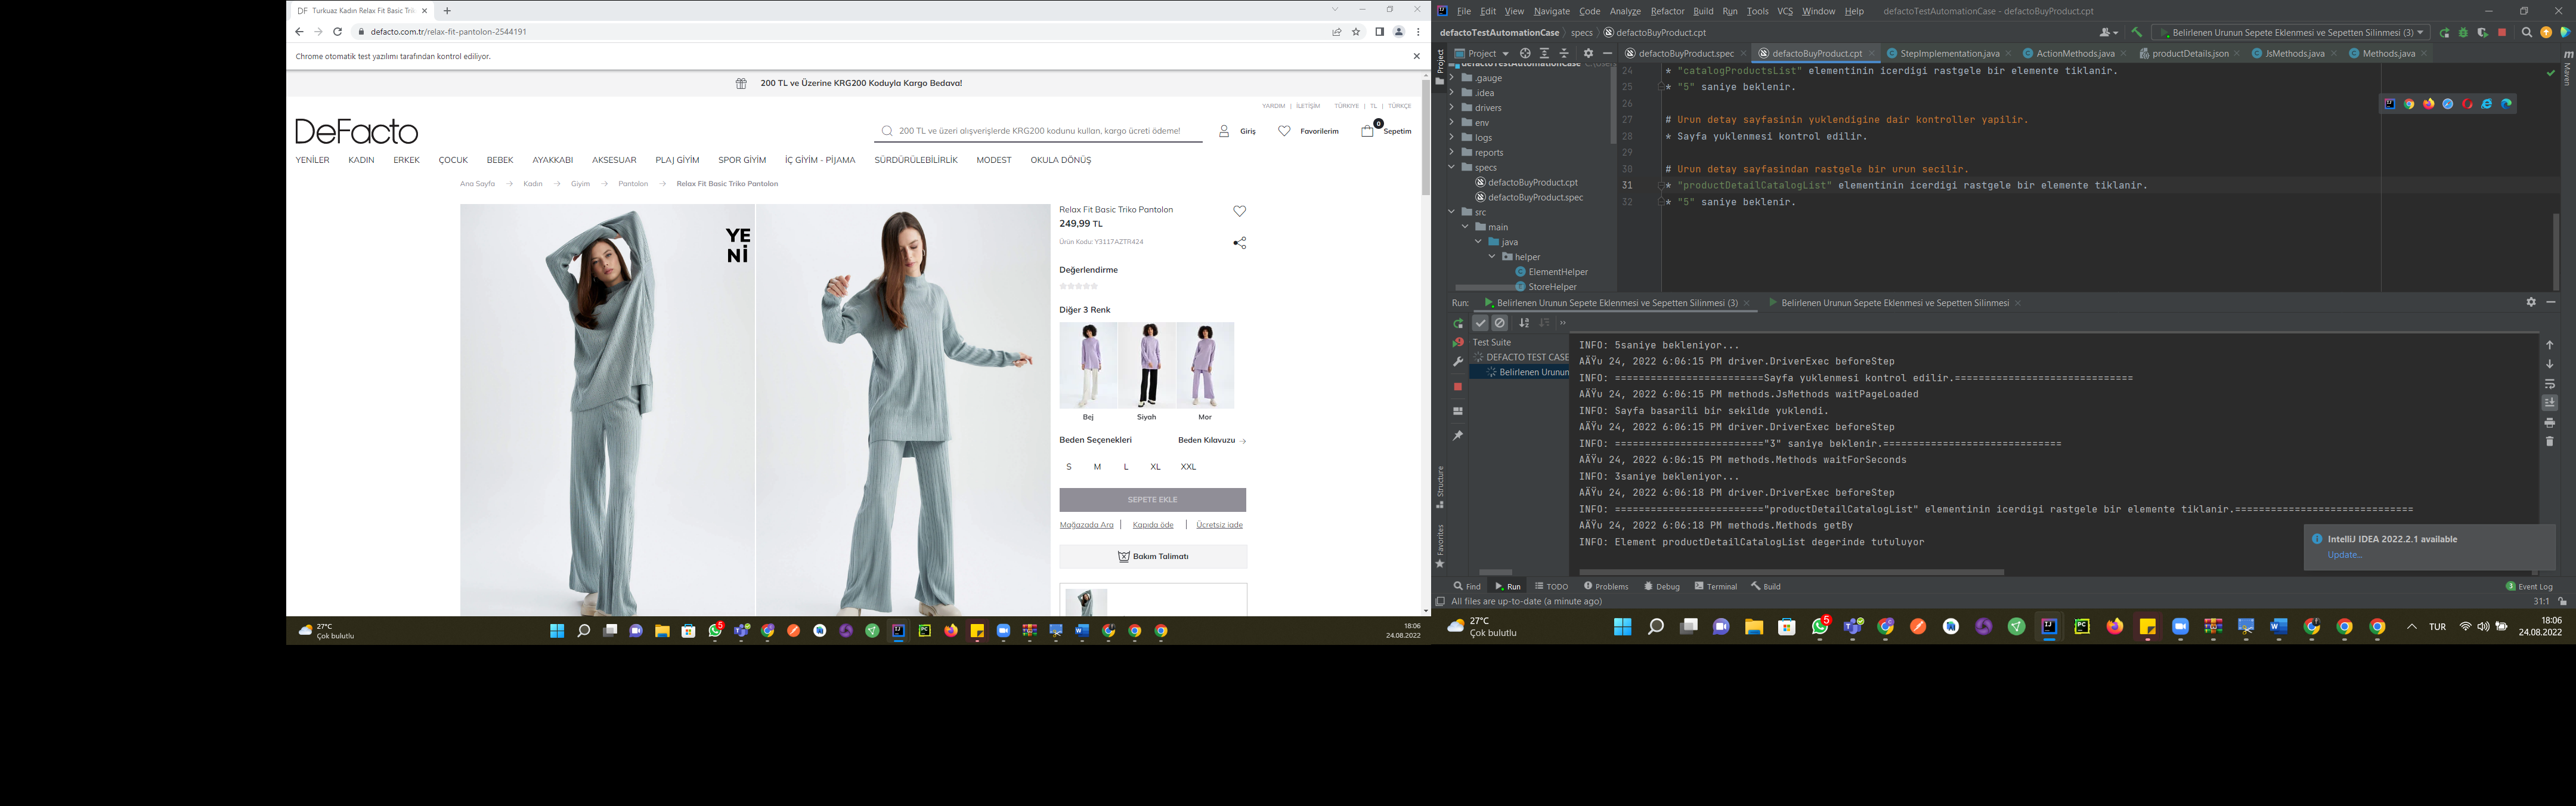 DF Turkuaz Kadın Relax Fit Basic Tri
defacto.com.tr/relax-fit-pantolon-2544191
Chrome otomatik test yazılımı tarafından kontrol ediliyor.
200 TL ve Üzerine KRG200 Koduyla Kargo Bedava!
YARDIM | İLETİŞİM TÜRKİYE | TL | TÜRKÇE
DeFacto
200 TL ve üzeri alışverişlerde KRG200 kodunu kullan, kargo ücreti ödeme!
Giriş
Favorilerim
0
Sepetim
YENİLER KADIN ERKEK ÇOCUK BEBEK AYAKKABI AKSESUAR PLAJ GİYİM SPOR GİYİM İÇ GİYİM - PİJAMA SÜRDÜRÜLEBİLİRLİK MODEST OKULA DÖNÜŞ
Ana Sayfa → Kadın → Giyim → Pantolon → Relax Fit Basic Triko Pantolon
YE
Nİ
Relax Fit Basic Triko Pantolon
249,99 TL
Ürün Kodu: Y3117AZTR424
Değerlendirme
Diğer 3 Renk
Bej Siyah Mor
Beden Seçenekleri Beden Kılavuzu →
S M L XL XXL
SEPETE EKLE
Mağazada Ara | Kapıda öde | Ücretsiz iade
Bakım Talimatı
27°C
Çok bulutlu
5
18:06
24.08.2022
File Edit View Navigate Code Analyze Refactor Build Run Tools VCS Window Help defactoTestAutomationCase - defactoBuyProduct.cpt
defactoTestAutomationCase specs defactoBuyProduct.cpt
Belirlenen Urunun Sepete Eklenmesi ve Sepetten Silinmesi (3)
Project
defactoBuyProduct.spec defactoBuyProduct.cpt StepImplementation.java ActionMethods.java productDetails.json JsMethods.java Methods.java
Maven
Project
defactoTestAutomationCase
.gauge
.idea
drivers
env
logs
reports
specs
defactoBuyProduct.cpt
defactoBuyProduct.spec
src
main
java
helper
ElementHelper
StoreHelper
24 * "catalogProductsList" elementinin icerdigi rastgele bir elemente tiklanir.
25 * "5" saniye beklenir.
26
27 # Urun detay sayfasinin yuklendigine dair kontroller yapilir.
28 * Sayfa yuklenmesi kontrol edilir.
29
30 # Urun detay sayfasindan rastgele bir urun secilir.
31 * "productDetailCatalogList" elementinin icerdigi rastgele bir elemente tiklanir.
32 * "5" saniye beklenir.
Run: Belirlenen Urunun Sepete Eklenmesi ve Sepetten Silinmesi (3) Belirlenen Urunun Sepete Eklenmesi ve Sepetten Silinmesi
Test Suite
DEFACTO TEST CASE
Belirlenen Urunun
INFO: 5saniye bekleniyor...
AÄŸu 24, 2022 6:06:15 PM driver.DriverExec beforeStep
INFO: =========================Sayfa yuklenmesi kontrol edilir.==============================
AÄŸu 24, 2022 6:06:15 PM methods.JsMethods waitPageLoaded
INFO: Sayfa basarili bir sekilde yuklendi.
AÄŸu 24, 2022 6:06:15 PM driver.DriverExec beforeStep
INFO: ========================="3" saniye beklenir.==============================
AÄŸu 24, 2022 6:06:15 PM methods.Methods waitForSeconds
INFO: 3saniye bekleniyor...
AÄŸu 24, 2022 6:06:18 PM driver.DriverExec beforeStep
INFO: ========================="productDetailCatalogList" elementinin icerdigi rastgele bir elemente tiklanir.==============================
AÄŸu 24, 2022 6:06:18 PM methods.Methods getBy
INFO: Element productDetailCatalogList degerinde tutuluyor
Structure
Favorites
IntelliJ IDEA 2022.2.1 available
Update...
Find Run TODO Problems Debug Terminal Build
3 Event Log
All files are up-to-date (a minute ago)
31:1
27°C
Çok bulutlu
5
TUR
18:06
24.08.2022